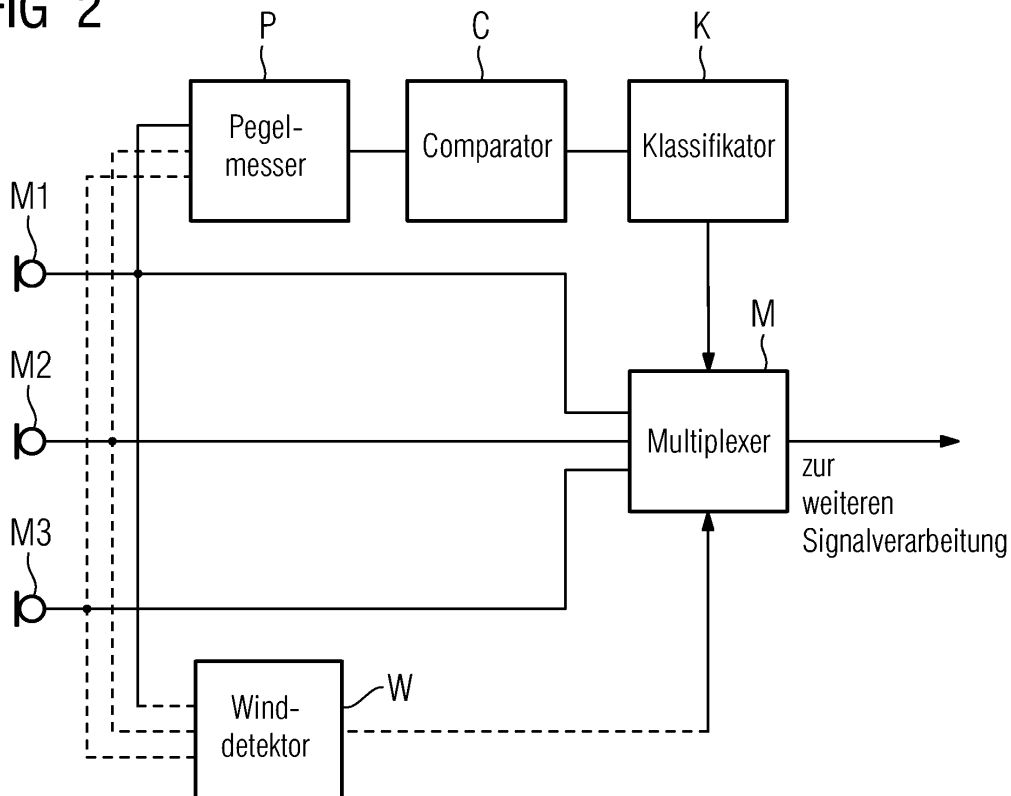 FIG 2
P
C
K
Pegel-
messer
Comparator
Klassifikator
M1
M
M2
Multiplexer
zur
weiteren
Signalverarbeitung
M3
W
Wind-
detektor